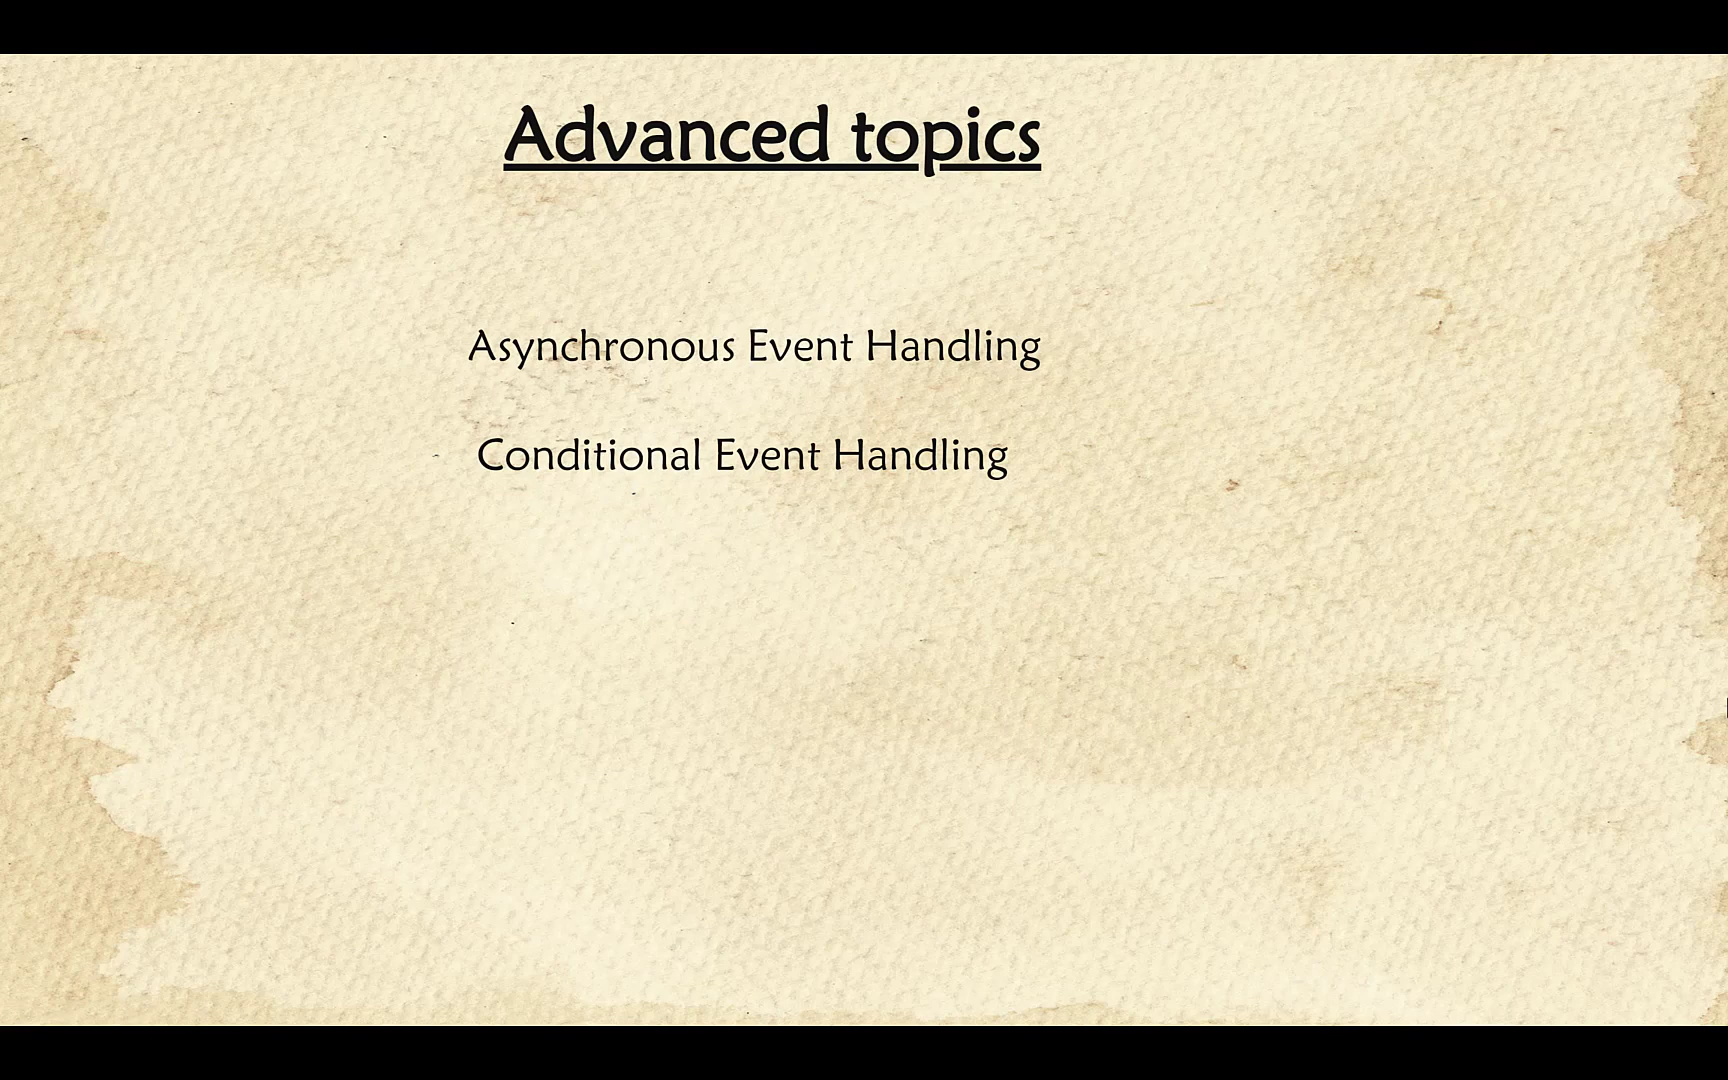 Advanced topics
Asynchronous Event Handling
Conditional Event Handling